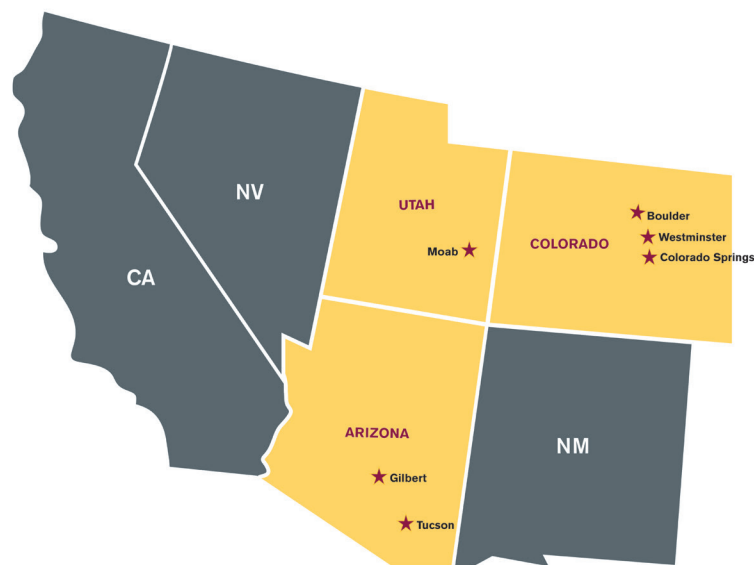 NV
UTAH
Boulder
Moab
COLORADO
Westminster
Colorado Springs
CA
ARIZONA
NM
Gilbert
Tucson